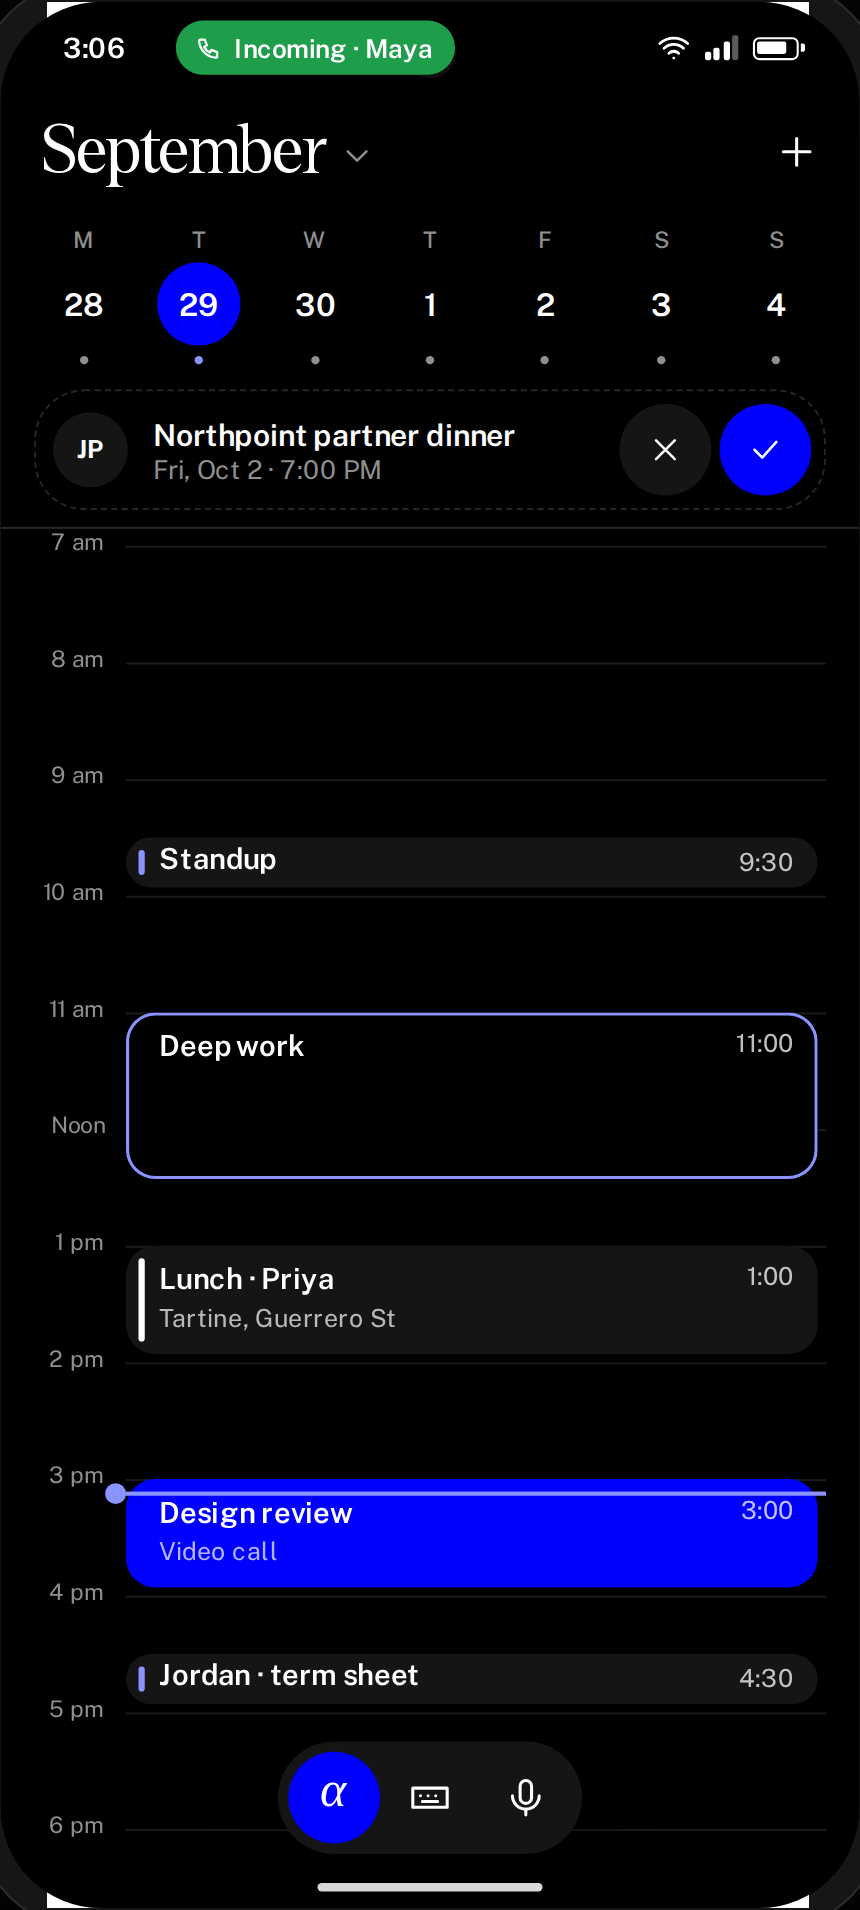 3:06
Incoming · Maya
September
M T W T F S S
28 29 30 1 2 3 4
JP
Northpoint partner dinner
Fri, Oct 2 · 7:00 PM
7 am
8 am
9 am
Standup 9:30
10 am
11 am
Deep work 11:00
Noon
1 pm
Lunch · Priya 1:00
Tartine, Guerrero St
2 pm
3 pm
Design review 3:00
Video call
4 pm
Jordan · term sheet 4:30
5 pm
α
6 pm